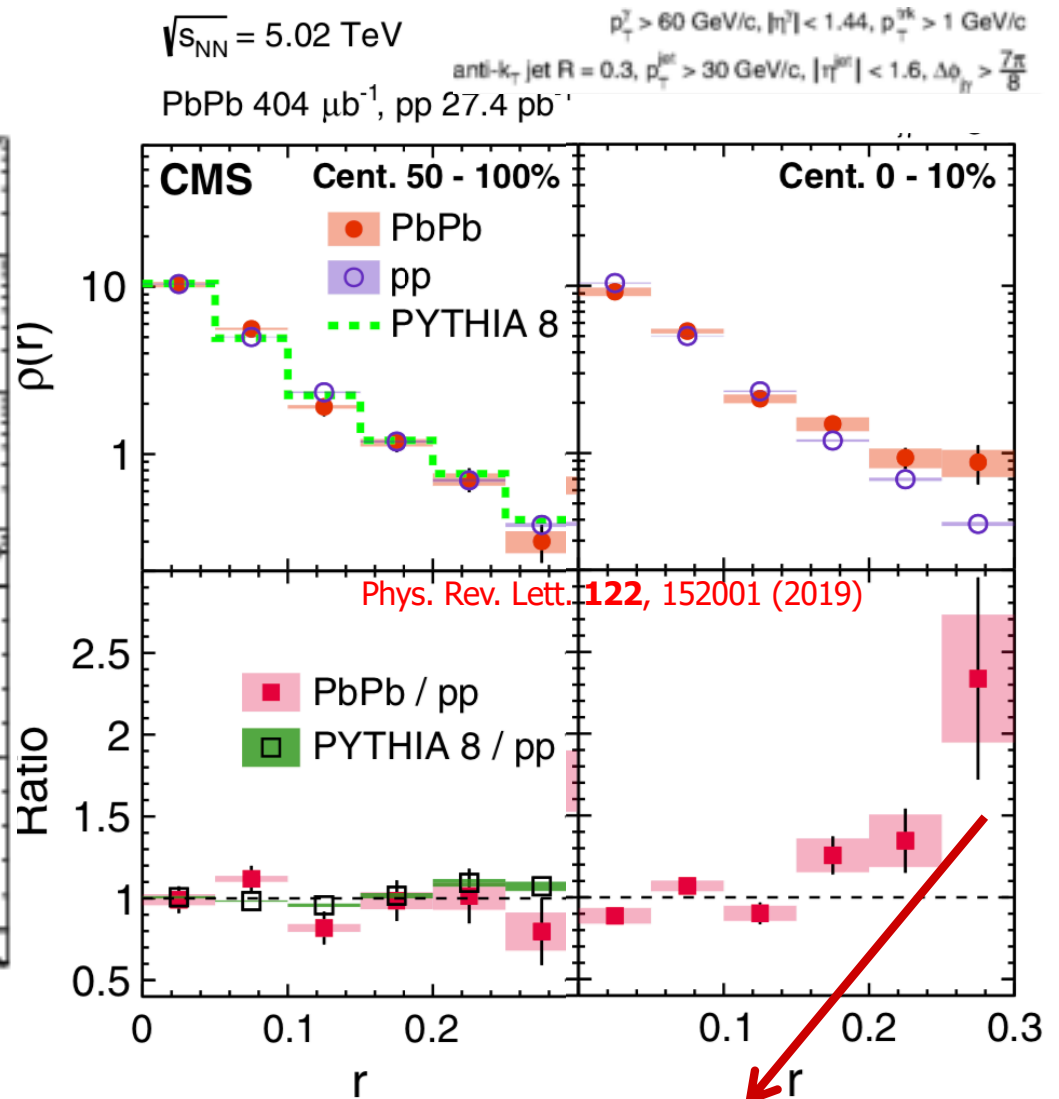 √s_NN = 5.02 TeV
p_T^γ > 60 GeV/c, |η^γ| < 1.44, p_T^trk > 1 GeV/c
anti-k_T jet R = 0.3, p_T^jet > 30 GeV/c, |η^jet| < 1.6, Δφ_jγ > 7π/8
PbPb 404 μb⁻¹, pp 27.4 pb⁻¹
CMS Cent. 50 - 100%
PbPb
pp
PYTHIA 8
Cent. 0 - 10%
10
1
ρ(r)
Phys. Rev. Lett. 122, 152001 (2019)
PbPb / pp
PYTHIA 8 / pp
2.5
2
1.5
1
0.5
Ratio
0 0.1 0.2
0.1 0.2 0.3
r
r